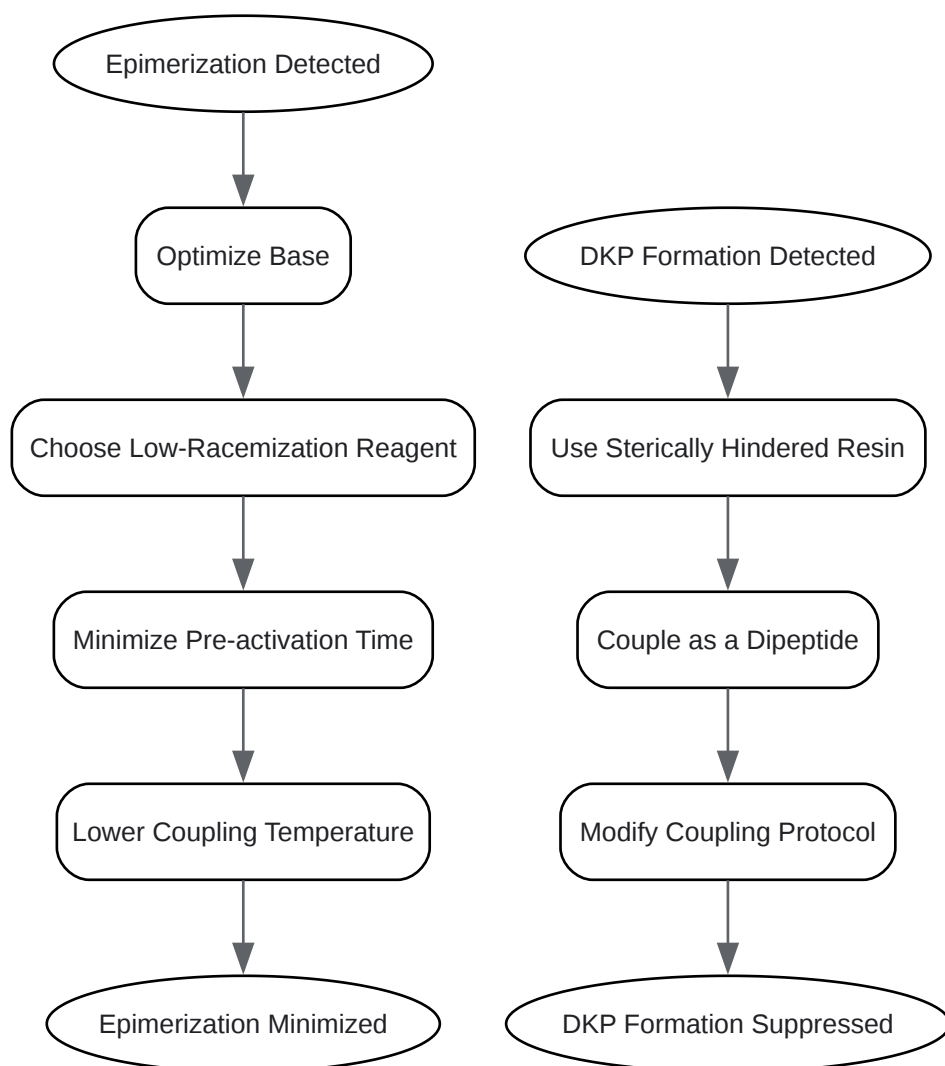 Epimerization Detected
Optimize Base
Choose Low-Racemization Reagent
Minimize Pre-activation Time
Lower Coupling Temperature
Epimerization Minimized
DKP Formation Detected
Use Sterically Hindered Resin
Couple as a Dipeptide
Modify Coupling Protocol
DKP Formation Suppressed